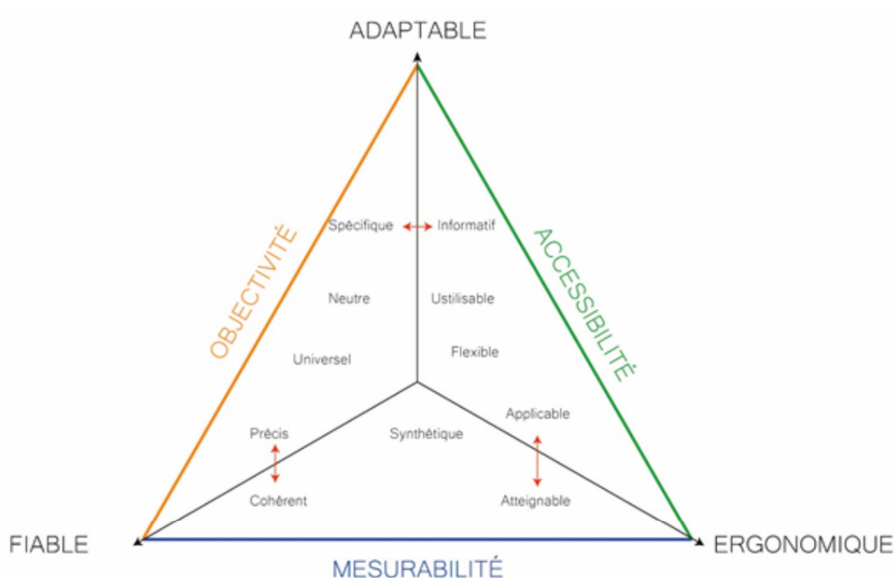 ADAPTABLE
OBJECTIVITÉ
ACCESSIBILITÉ
Spécifique
Informatif
Neutre
Ustilisable
Universel
Flexible
Applicable
Précis
Synthétique
Cohérent
Atteignable
FIABLE
ERGONOMIQUE
MESURABILITÉ